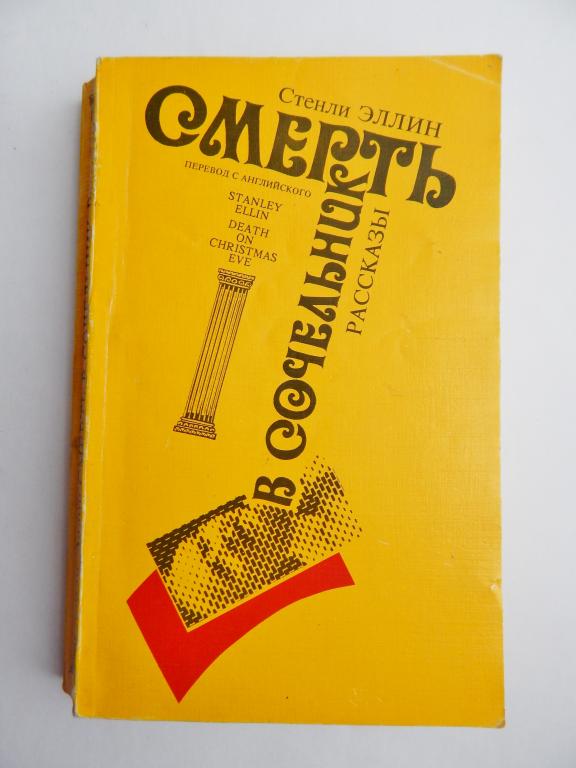 Стенли ЭЛЛИН
СМЕРТЬ
ПЕРЕВОД С АНГЛИЙСКОГО
STANLEY
ELLIN
DEATH
ON
CHRISTMAS
EVE
В СОЧЕЛЬНИК
РАССКАЗЫ